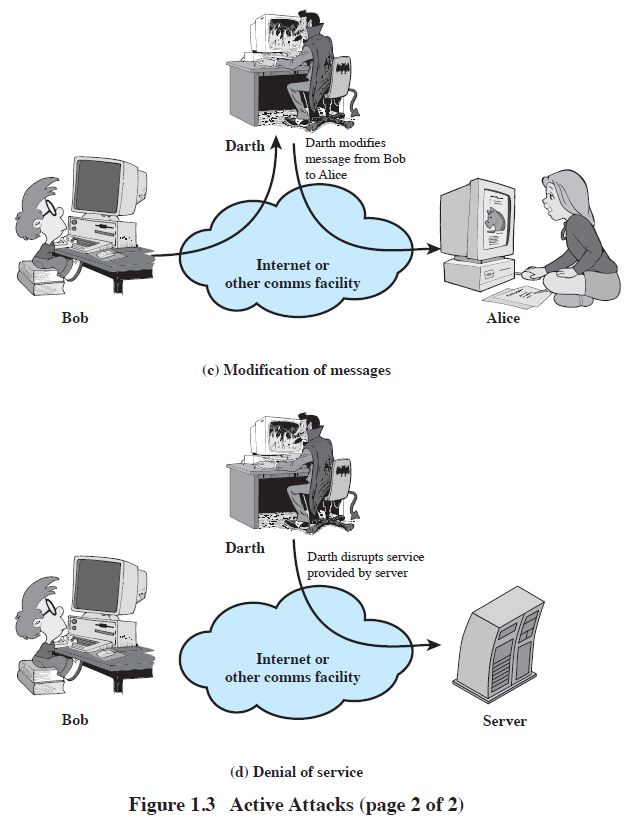 Darth
Darth modifies
message from Bob
to Alice
Internet or
other comms facility
Bob
Alice
(c) Modification of messages
Darth
Darth disrupts service
provided by server
Internet or
other comms facility
Bob
Server
(d) Denial of service
Figure 1.3 Active Attacks (page 2 of 2)